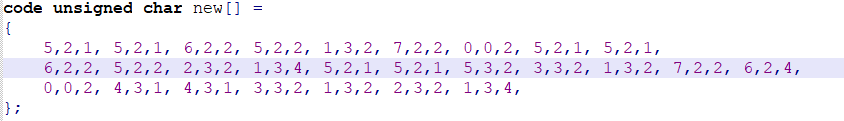 code unsigned char new[] =
{
5,2,1, 5,2,1, 6,2,2, 5,2,2, 1,3,2, 7,2,2, 0,0,2, 5,2,1, 5,2,1,
6,2,2, 5,2,2, 2,3,2, 1,3,4, 5,2,1, 5,2,1, 5,3,2, 3,3,2, 1,3,2, 7,2,2, 6,2,4,
0,0,2, 4,3,1, 4,3,1, 3,3,2, 1,3,2, 2,3,2, 1,3,4,
};